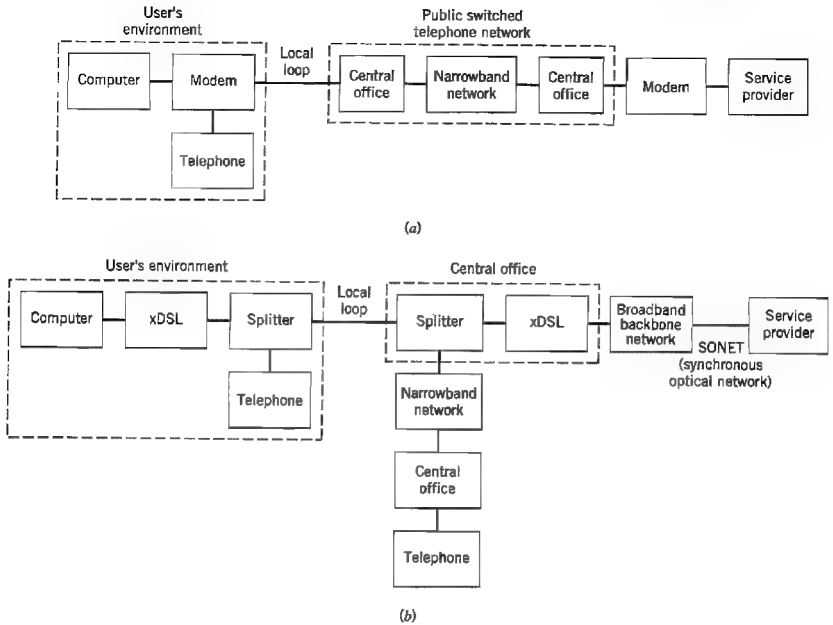 User's
environment
Public switched
telephone network
Local
loop
Computer
Modem
Central
office
Narrowband
network
Central
office
Modem
Service
provider
Telephone
(a)
User's environment
Central office
Local
loop
Computer
xDSL
Splitter
Splitter
xDSL
Broadband
backbone
network
Service
provider
SONET
(synchronous
optical network)
Telephone
Narrowband
network
Central
office
Telephone
(b)